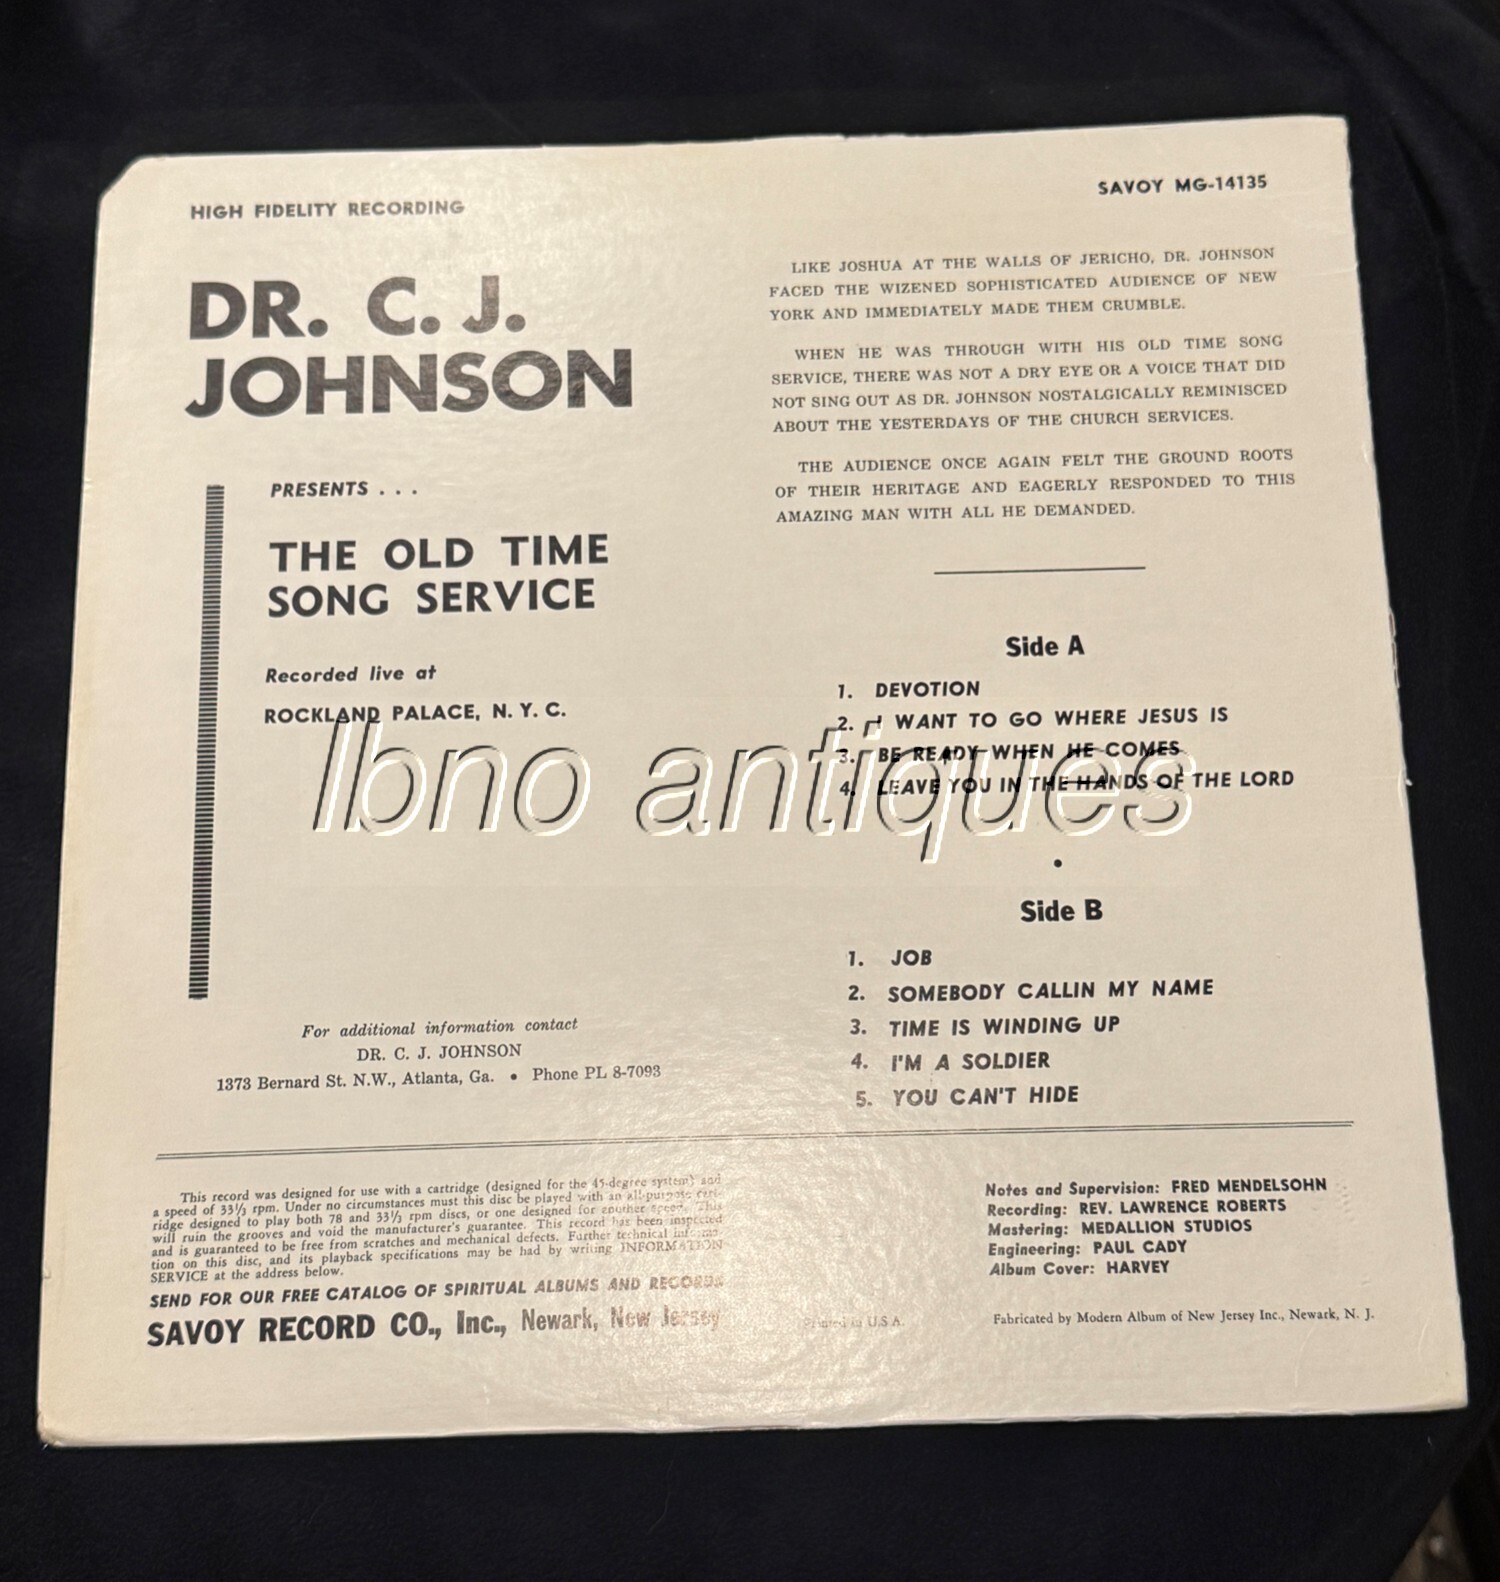 HIGH FIDELITY RECORDING
SAVOY MG-14135
DR. C. J.
JOHNSON
PRESENTS . . .
THE OLD TIME
SONG SERVICE
Recorded live at
ROCKLAND PALACE, N. Y. C.
For additional information contact
DR. C. J. JOHNSON
1373 Bernard St. N.W., Atlanta, Ga. • Phone PL 8-7093
LIKE JOSHUA AT THE WALLS OF JERICHO, DR. JOHNSON
FACED THE WIZENED SOPHISTICATED AUDIENCE OF NEW
YORK AND IMMEDIATELY MADE THEM CRUMBLE.
WHEN HE WAS THROUGH WITH HIS OLD TIME SONG
SERVICE, THERE WAS NOT A DRY EYE OR A VOICE THAT DID
NOT SING OUT AS DR. JOHNSON NOSTALGICALLY REMINISCED
ABOUT THE YESTERDAYS OF THE CHURCH SERVICES.
THE AUDIENCE ONCE AGAIN FELT THE GROUND ROOTS
OF THEIR HERITAGE AND EAGERLY RESPONDED TO THIS
AMAZING MAN WITH ALL HE DEMANDED.
Side A
1. DEVOTION
2. I WANT TO GO WHERE JESUS IS
3. BE READY WHEN HE COMES
4. LEAVE YOU IN THE HANDS OF THE LORD
lbno antiques
•
Side B
1. JOB
2. SOMEBODY CALLIN MY NAME
3. TIME IS WINDING UP
4. I'M A SOLDIER
5. YOU CAN'T HIDE
This record was designed for use with a cartridge (designed for the 45-degree system) and
a speed of 33⅓ rpm. Under no circumstances must this disc be played with an all-purpose cart-
ridge designed to play both 78 and 33⅓ rpm discs, or one designed for another speed. This
will ruin the grooves and void the manufacturer's guarantee. This record has been inspected
and is guaranteed to be free from scratches and mechanical defects. Further technical informa-
tion on this disc, and its playback specifications may be had by writing INFORMATION
SERVICE at the address below.
SEND FOR OUR FREE CATALOG OF SPIRITUAL ALBUMS AND RECORDS
SAVOY RECORD CO., Inc., Newark, New Jersey
Printed in U.S.A.
Notes and Supervision: FRED MENDELSOHN
Recording: REV. LAWRENCE ROBERTS
Mastering: MEDALLION STUDIOS
Engineering: PAUL CADY
Album Cover: HARVEY
Fabricated by Modern Album of New Jersey Inc., Newark, N. J.